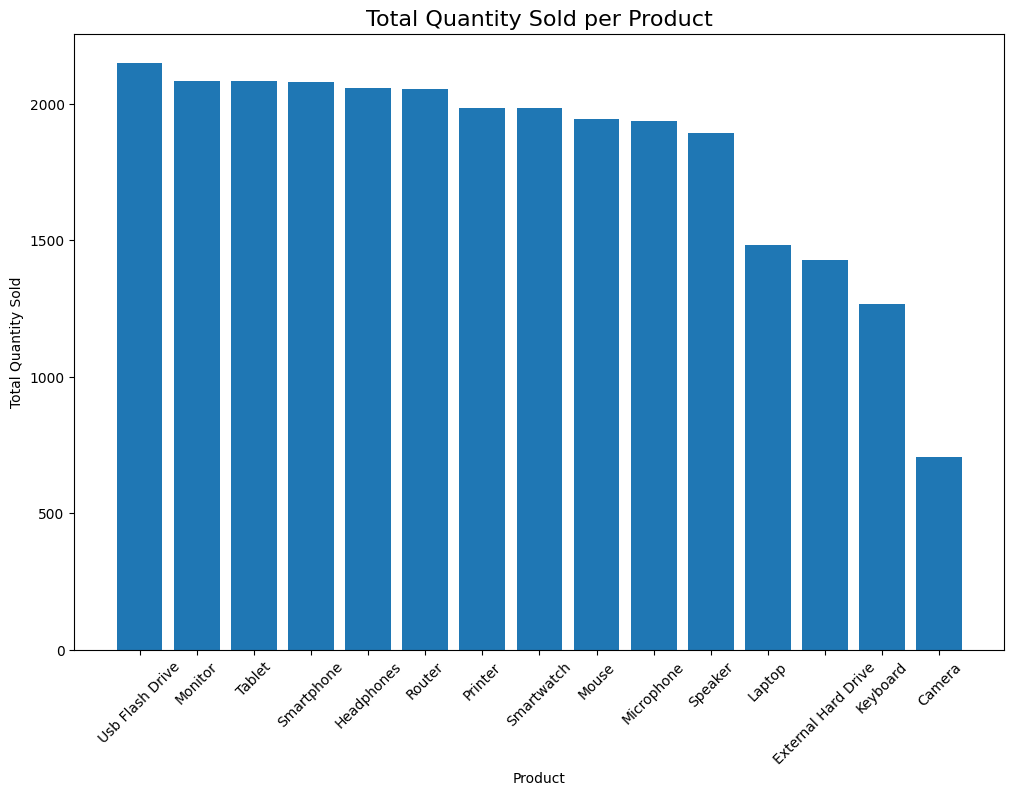 Total Quantity Sold per Product
Total Quantity Sold
2000
1500
1000
500
0
Usb Flash Drive
Monitor
Tablet
Smartphone
Headphones
Router
Printer
Smartwatch
Mouse
Microphone
Speaker
Laptop
External Hard Drive
Keyboard
Camera
Product